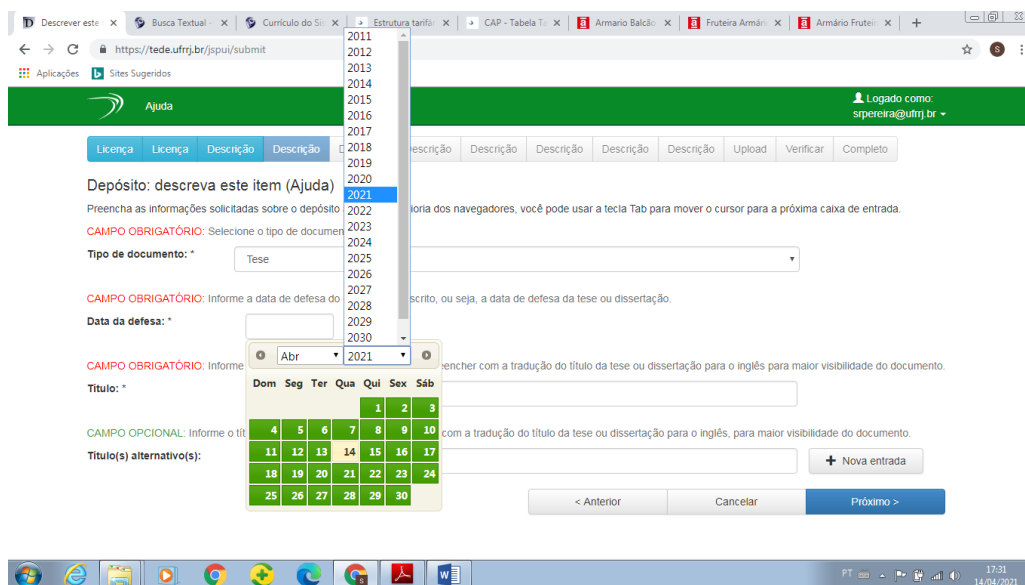 Descrever este
Busca Textual -
Currículo do Sis
Estrutura tarifár
CAP - Tabela Ta
Armario Balcão
Fruteira Armári
Armário Fruteir
https://tede.ufrrj.br/jspui/submit
S
Aplicações
Sites Sugeridos
Ajuda
Logado como:
srpereira@ufrrj.br
Licença
Licença
Descrição
Descrição
D
escrição
Descrição
Descrição
Descrição
Descrição
Upload
Verificar
Completo
2011
2012
2013
2014
2015
2016
2017
2018
2019
2020
2021
2022
2023
2024
2025
2026
2027
2028
2029
2030
Depósito: descreva este item (Ajuda)
Preencha as informações solicitadas sobre o depósito ioria dos navegadores, você pode usar a tecla Tab para mover o cursor para a próxima caixa de entrada.
CAMPO OBRIGATÓRIO: Selecione o tipo de documen
Tipo de documento: *
Tese
CAMPO OBRIGATÓRIO: Informe a data de defesa do scrito, ou seja, a data de defesa da tese ou dissertação.
Data da defesa: *
Abr
2021
Dom Seg Ter Qua Qui Sex Sáb
1 2 3
4 5 6 7 8 9 10
11 12 13 14 15 16 17
18 19 20 21 22 23 24
25 26 27 28 29 30
CAMPO OBRIGATÓRIO: Informe eencher com a tradução do título da tese ou dissertação para o inglês para maior visibilidade do documento.
Título: *
CAMPO OPCIONAL: Informe o tít com a tradução do título da tese ou dissertação para o inglês, para maior visibilidade do documento.
Título(s) alternativo(s):
+ Nova entrada
< Anterior
Cancelar
Próximo >
PT
17:31
14/04/2021